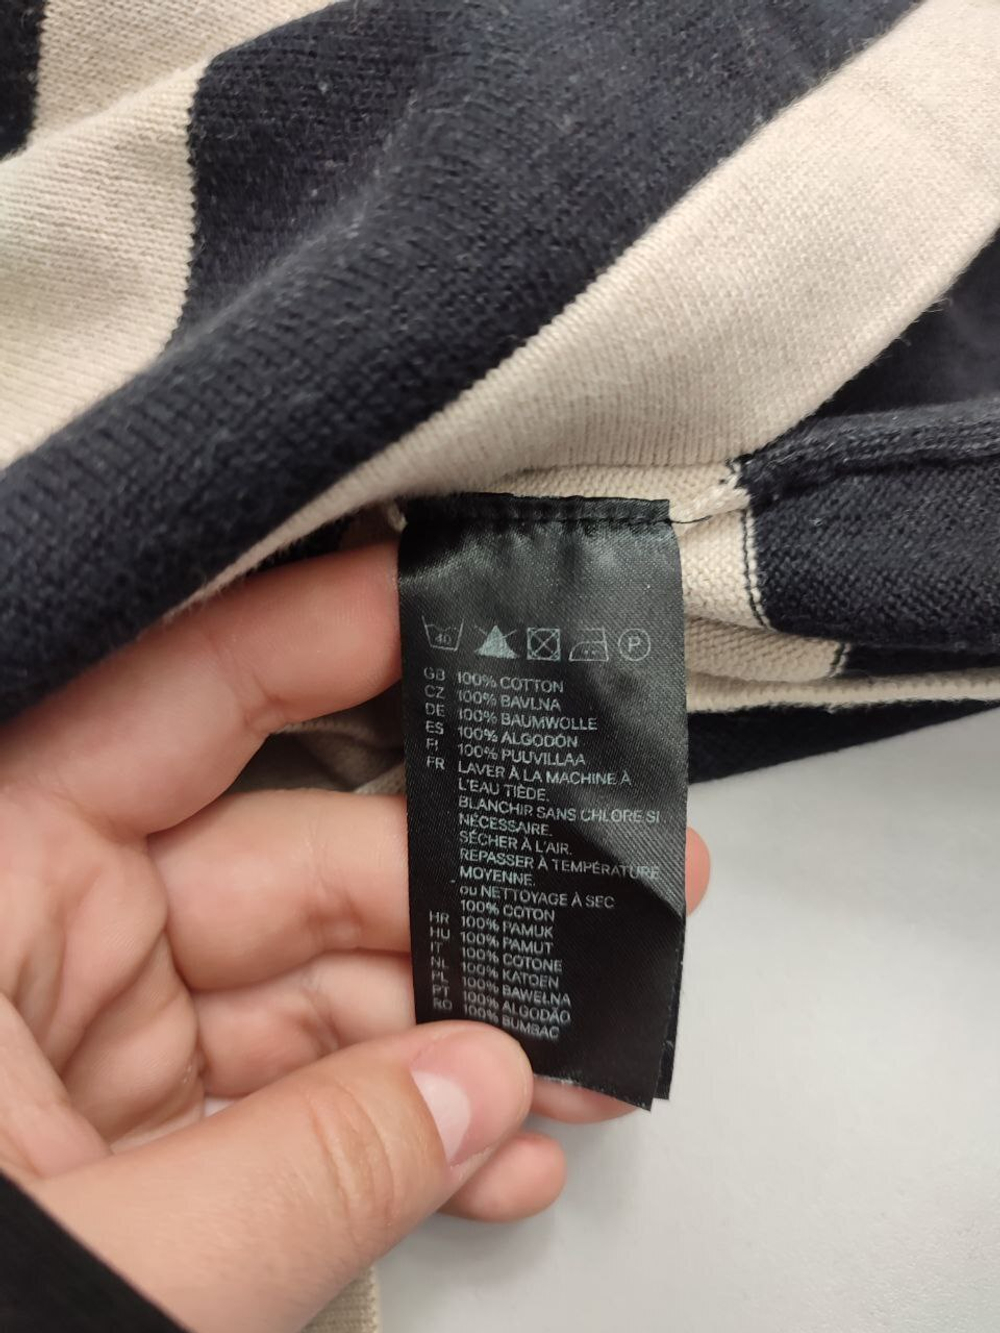 40 P
GB 100% COTTON
CZ 100% BAVLNA
DE 100% BAUMWOLLE
ES 100% ALGODÓN
FI 100% PUUVILLAA
FR LAVER À LA MACHINE À
L'EAU TIÈDE.
BLANCHIR SANS CHLORE SI
NÉCESSAIRE.
SÉCHER À L'AIR.
REPASSER À TEMPÉRATURE
MOYENNE.
OU NETTOYAGE À SEC
100% COTON
HR 100% PAMUK
HU 100% PAMUT
IT 100% COTONE
NL 100% KATOEN
PL 100% BAWEŁNA
PT 100% ALGODÃO
RO 100% BUMBAC